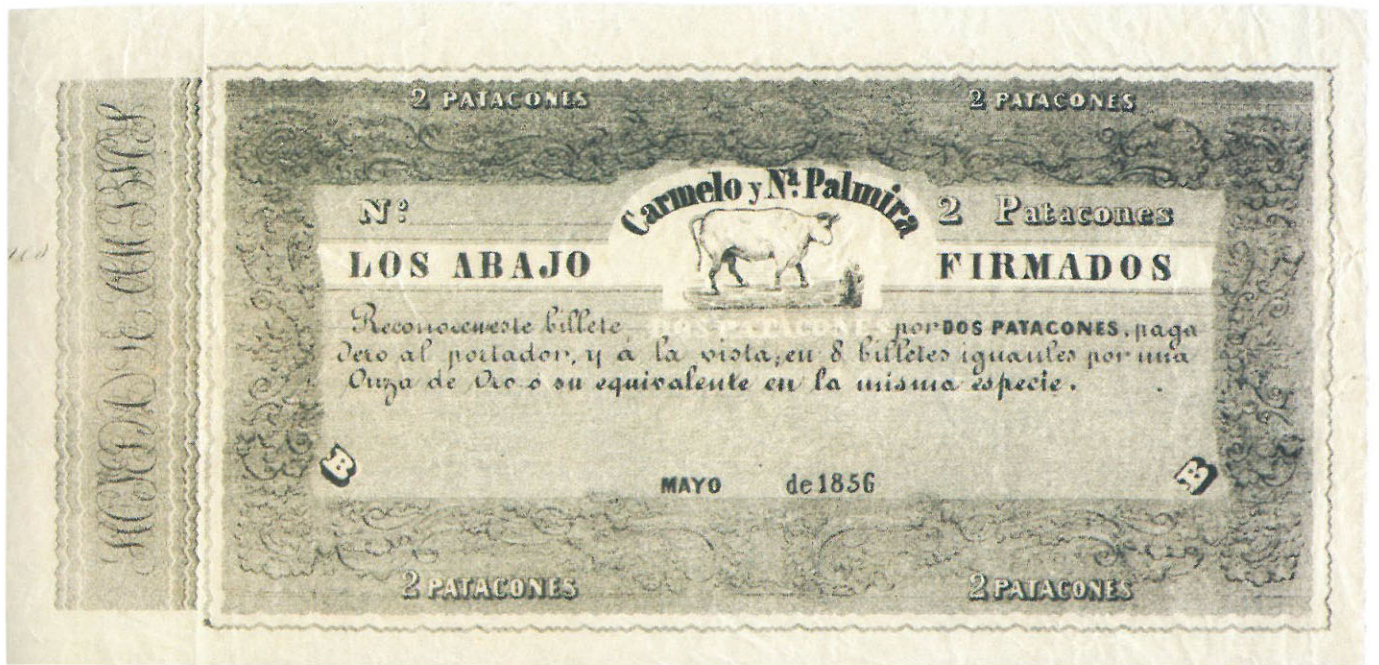 2 PATACONES 2 PATACONES
Carmelo y Nª. Palmira
Nº: 2 Patacones
LOS ABAJO FIRMADOS
Reconocen este billete DOS PATACONES por DOS PATACONES, paga
dero al portador, y á la vista, en 8 billetes iguautes por una
Onza de Oro o su equivalente en la misma especie.
B B
MAYO de 1856
2 PATACONES 2 PATACONES